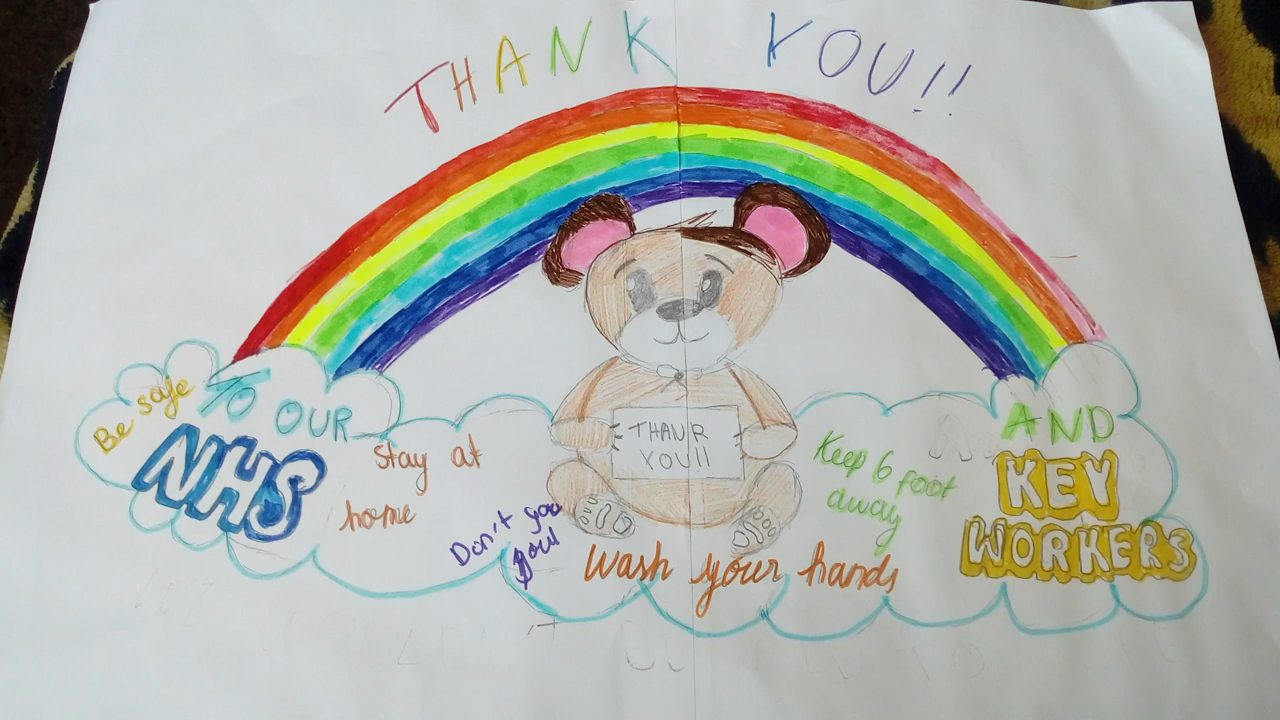 THANK YOU!!
Be safe
TO OUR
NHS
Stay at
home
THANK
YOU!!
Keep 6 foot
away
AND
KEY
WORKERS
Don't
wash your hands